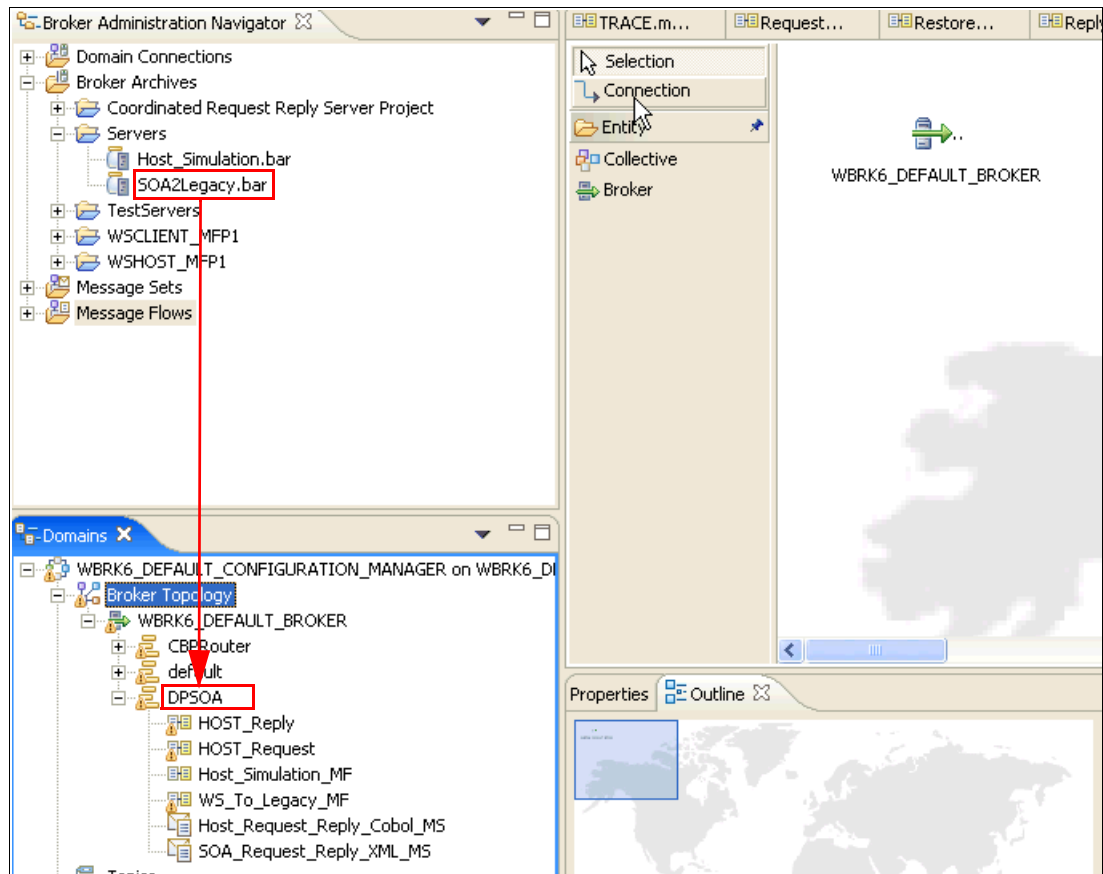 Broker Administration Navigator
Domain Connections
Broker Archives
Coordinated Request Reply Server Project
Servers
Host_Simulation.bar
SOA2Legacy.bar
TestServers
WSCLIENT_MFP1
WSHOST_MFP1
Message Sets
Message Flows
TRACE.m...
Request...
Restore...
Reply
Selection
Connection
Entity
Collective
Broker
..
WBRK6_DEFAULT_BROKER
Domains
WBRK6_DEFAULT_CONFIGURATION_MANAGER on WBRK6_DE
Broker Topology
WBRK6_DEFAULT_BROKER
CBPRouter
default
DPSOA
HOST_Reply
HOST_Request
Host_Simulation_MF
WS_To_Legacy_MF
Host_Request_Reply_Cobol_MS
SOA_Request_Reply_XML_MS
Topics
Properties
Outline